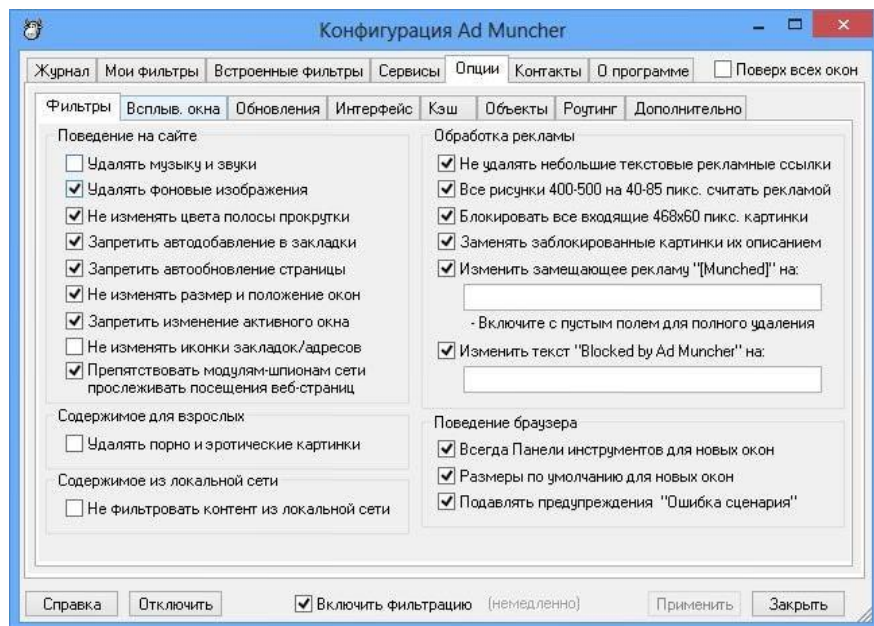 Конфигурация Ad Muncher
Журнал Мои фильтры Встроенные фильтры Сервисы Опции Контакты О программе Поверх всех окон
Фильтры Всплыв. окна Обновления Интерфейс Кэш Объекты Роутинг Дополнительно
Поведение на сайте
Удалять музыку и звуки
Удалять фоновые изображения
Не изменять цвета полосы прокрутки
Запретить автодобавление в закладки
Запретить автообновление страницы
Не изменять размер и положение окон
Запретить изменение активного окна
Не изменять иконки закладок/адресов
Препятствовать модулям-шпионам сети
прослеживать посещения веб-страниц
Содержимое для взрослых
Удалять порно и эротические картинки
Содержимое из локальной сети
Не фильтровать контент из локальной сети
Обработка рекламы
Не удалять небольшие текстовые рекламные ссылки
Все рисунки 400-500 на 40-85 пикс. считать рекламой
Блокировать все входящие 468x60 пикс. картинки
Заменять заблокированные картинки их описанием
Изменить замещающее рекламу "[Munched]" на:
- Включите с пустым полем для полного удаления
Изменить текст "Blocked by Ad Muncher" на:
Поведение браузера
Всегда Панели инструментов для новых окон
Размеры по умолчанию для новых окон
Подавлять предупреждения "Ошибка сценария"
Справка Отключить Включить фильтрацию (немедленно) Применить Закрыть